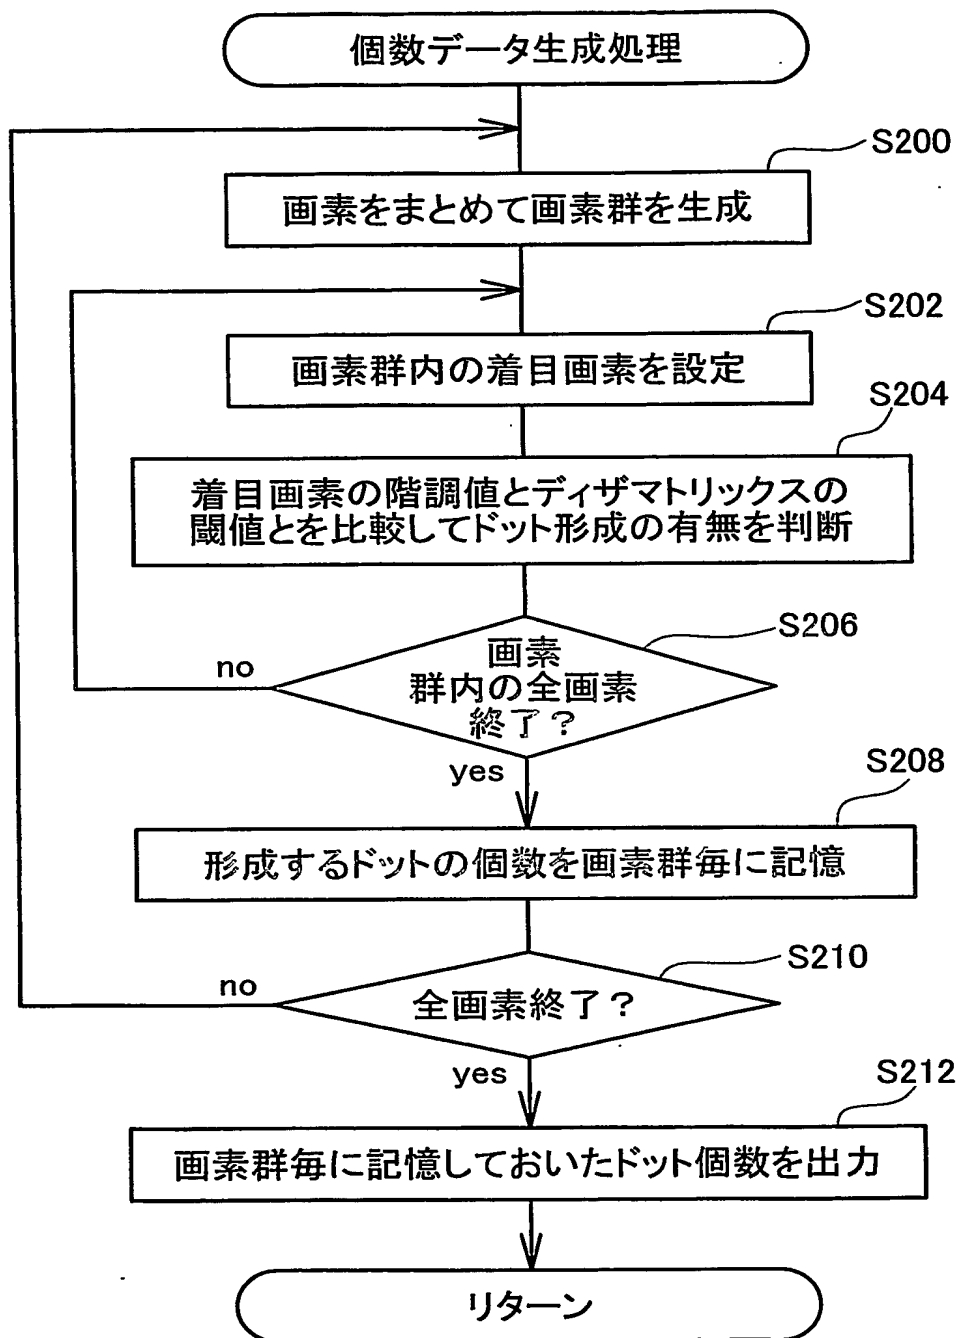 個数データ生成処理
S200
画素をまとめて画素群を生成
S202
画素群内の着目画素を設定
S204
着目画素の階調値とディザマトリックスの
閾値とを比較してドット形成の有無を判断
S206
画素
群内の全画素
終了？
no
yes
S208
形成するドットの個数を画素群毎に記憶
S210
全画素終了？
no
yes
S212
画素群毎に記憶しておいたドット個数を出力
リターン